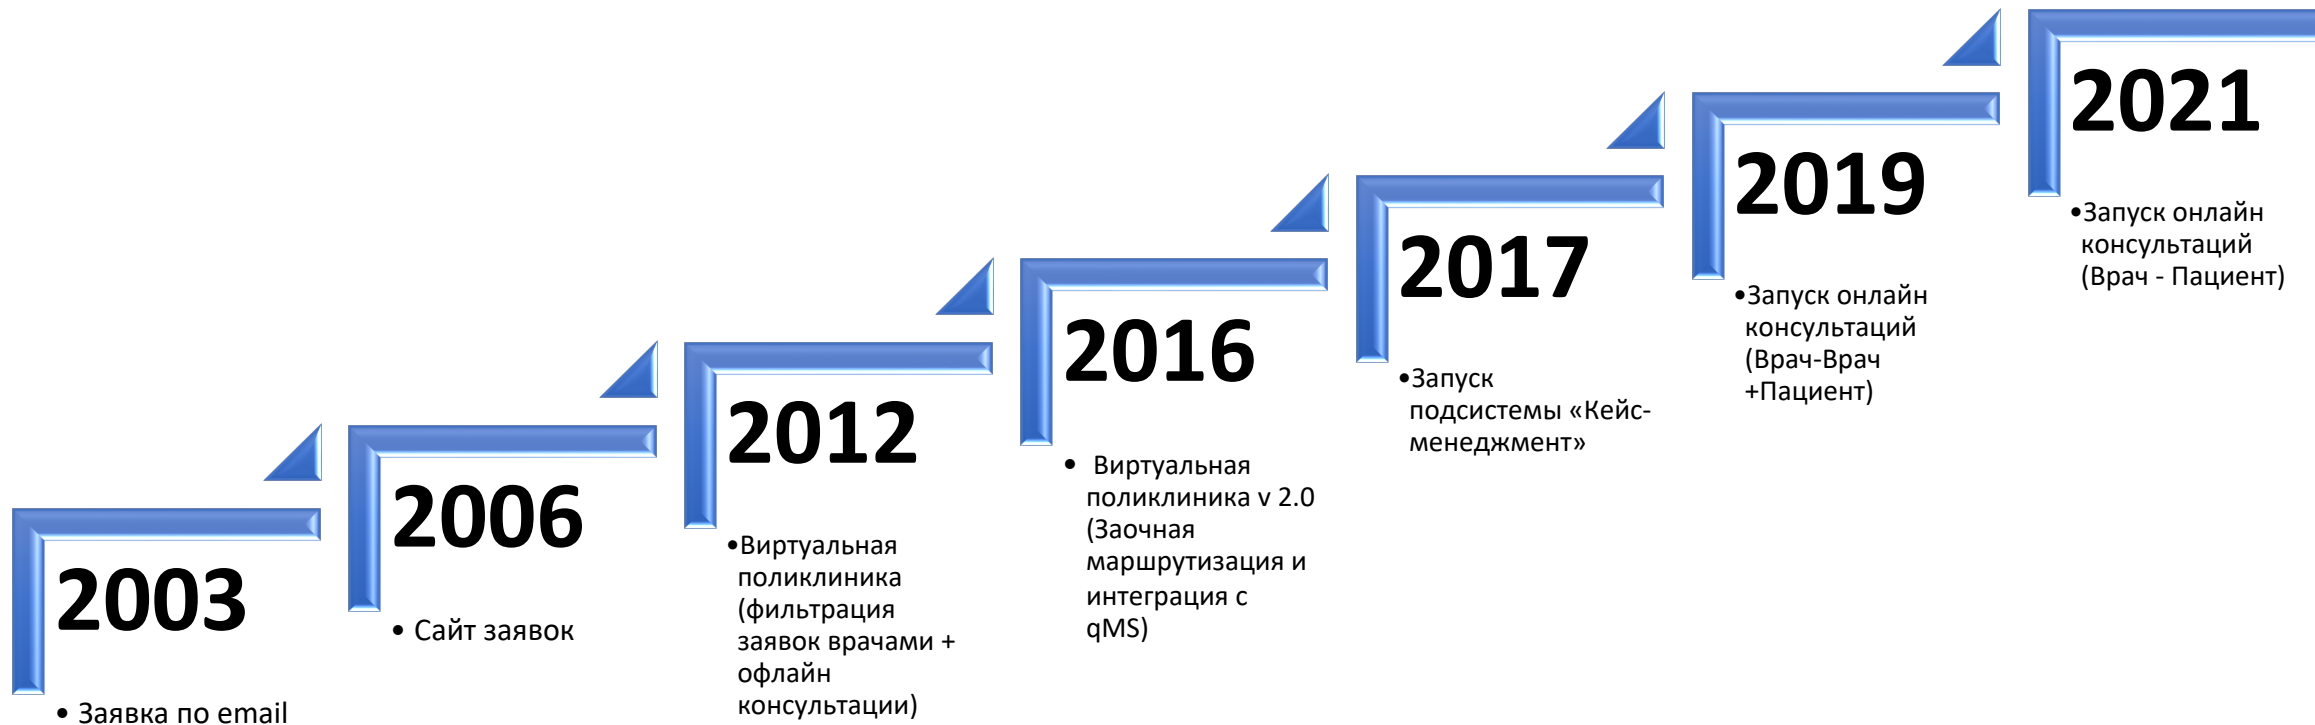 2003
• Заявка по email
2006
• Сайт заявок
2012
•Виртуальная
поликлиника
(фильтрация
заявок врачами +
офлайн
консультации)
2016
• Виртуальная
поликлиника v 2.0
(Заочная
маршрутизация и
интеграция с
qMS)
2017
•Запуск
подсистемы «Кейс-
менеджмент»
2019
•Запуск онлайн
консультаций
(Врач-Врач
+Пациент)
2021
•Запуск онлайн
консультаций
(Врач - Пациент)